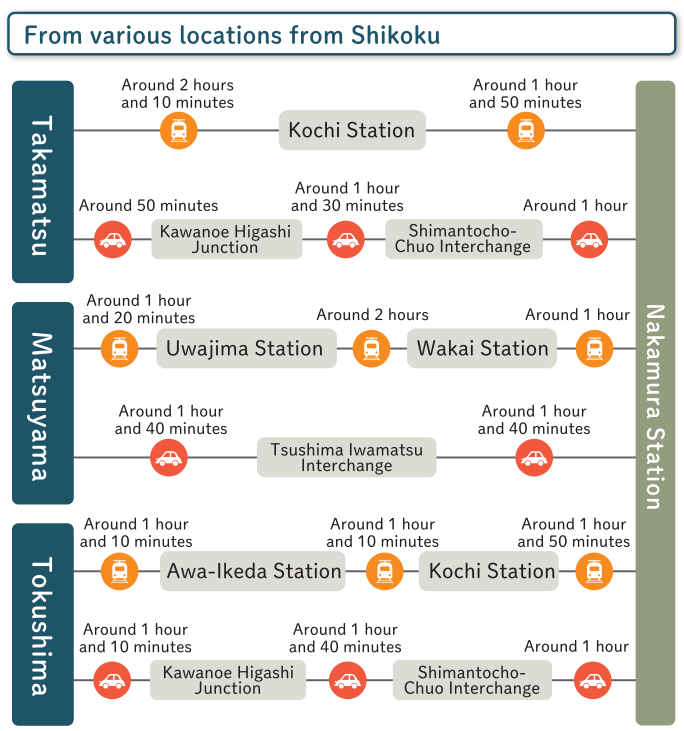 From various locations from Shikoku
Takamatsu
Around 2 hours
and 10 minutes
Kochi Station
Around 1 hour
and 50 minutes
Around 50 minutes
Kawanoe Higashi
Junction
Around 1 hour
and 30 minutes
Shimantocho-
Chuo Interchange
Around 1 hour
Matsuyama
Around 1 hour
and 20 minutes
Uwajima Station
Around 2 hours
Wakai Station
Around 1 hour
Around 1 hour
and 40 minutes
Tsushima Iwamatsu
Interchange
Around 1 hour
and 40 minutes
Tokushima
Around 1 hour
and 10 minutes
Awa-Ikeda Station
Around 1 hour
and 10 minutes
Kochi Station
Around 1 hour
and 50 minutes
Around 1 hour
and 10 minutes
Kawanoe Higashi
Junction
Around 1 hour
and 40 minutes
Shimantocho-
Chuo Interchange
Around 1 hour
Nakamura Station